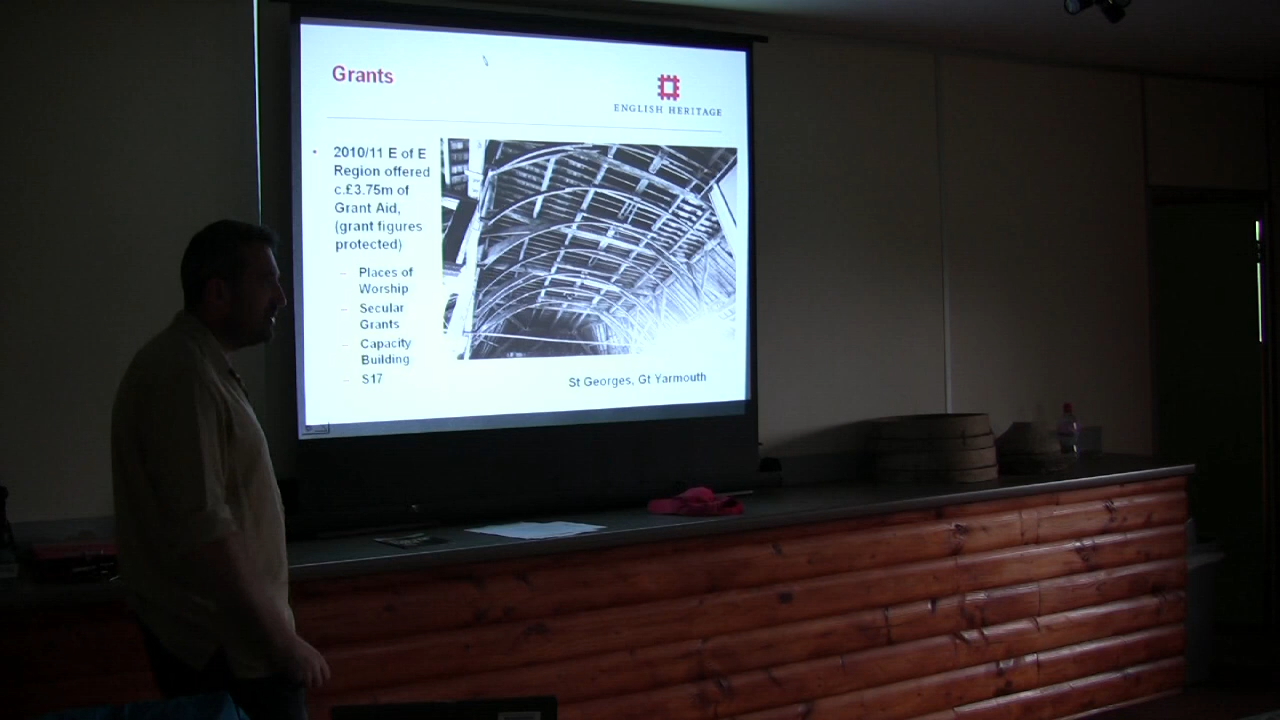 Grants
ENGLISH HERITAGE
2010/11 E of E
Region offered
c.£3.75m of
Grant Aid,
(grant figures
protected)
– Places of
Worship
– Secular
Grants
– Capacity
Building
– S17
St Georges, Gt Yarmouth